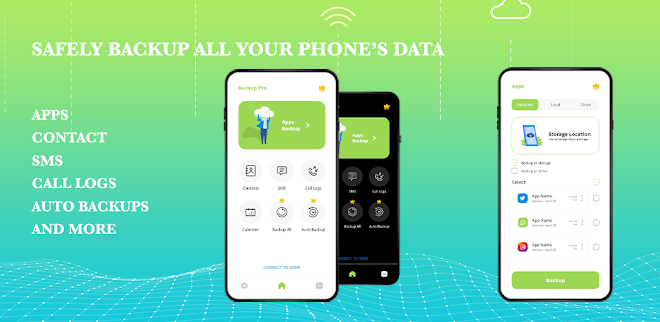 SAFELY BACKUP ALL YOUR PHONE'S DATA
APPS
CONTACT
SMS
CALL LOGS
AUTO BACKUPS
AND MORE
Backup Pro
Apps
Backup
Contacts
SMS
Call Logs
Calender
Backup All
Auto Backup
CONNECT TO DRIVE
Apps
Backup
SMS
Call Logs
Backup All
Auto Backup
CONNECT TO DRIVE
Apps
Installed
Local
Drive
Storage Location
Backup to Storage
Backup to Drive
Select
App Name
App Name
App Name
Backup